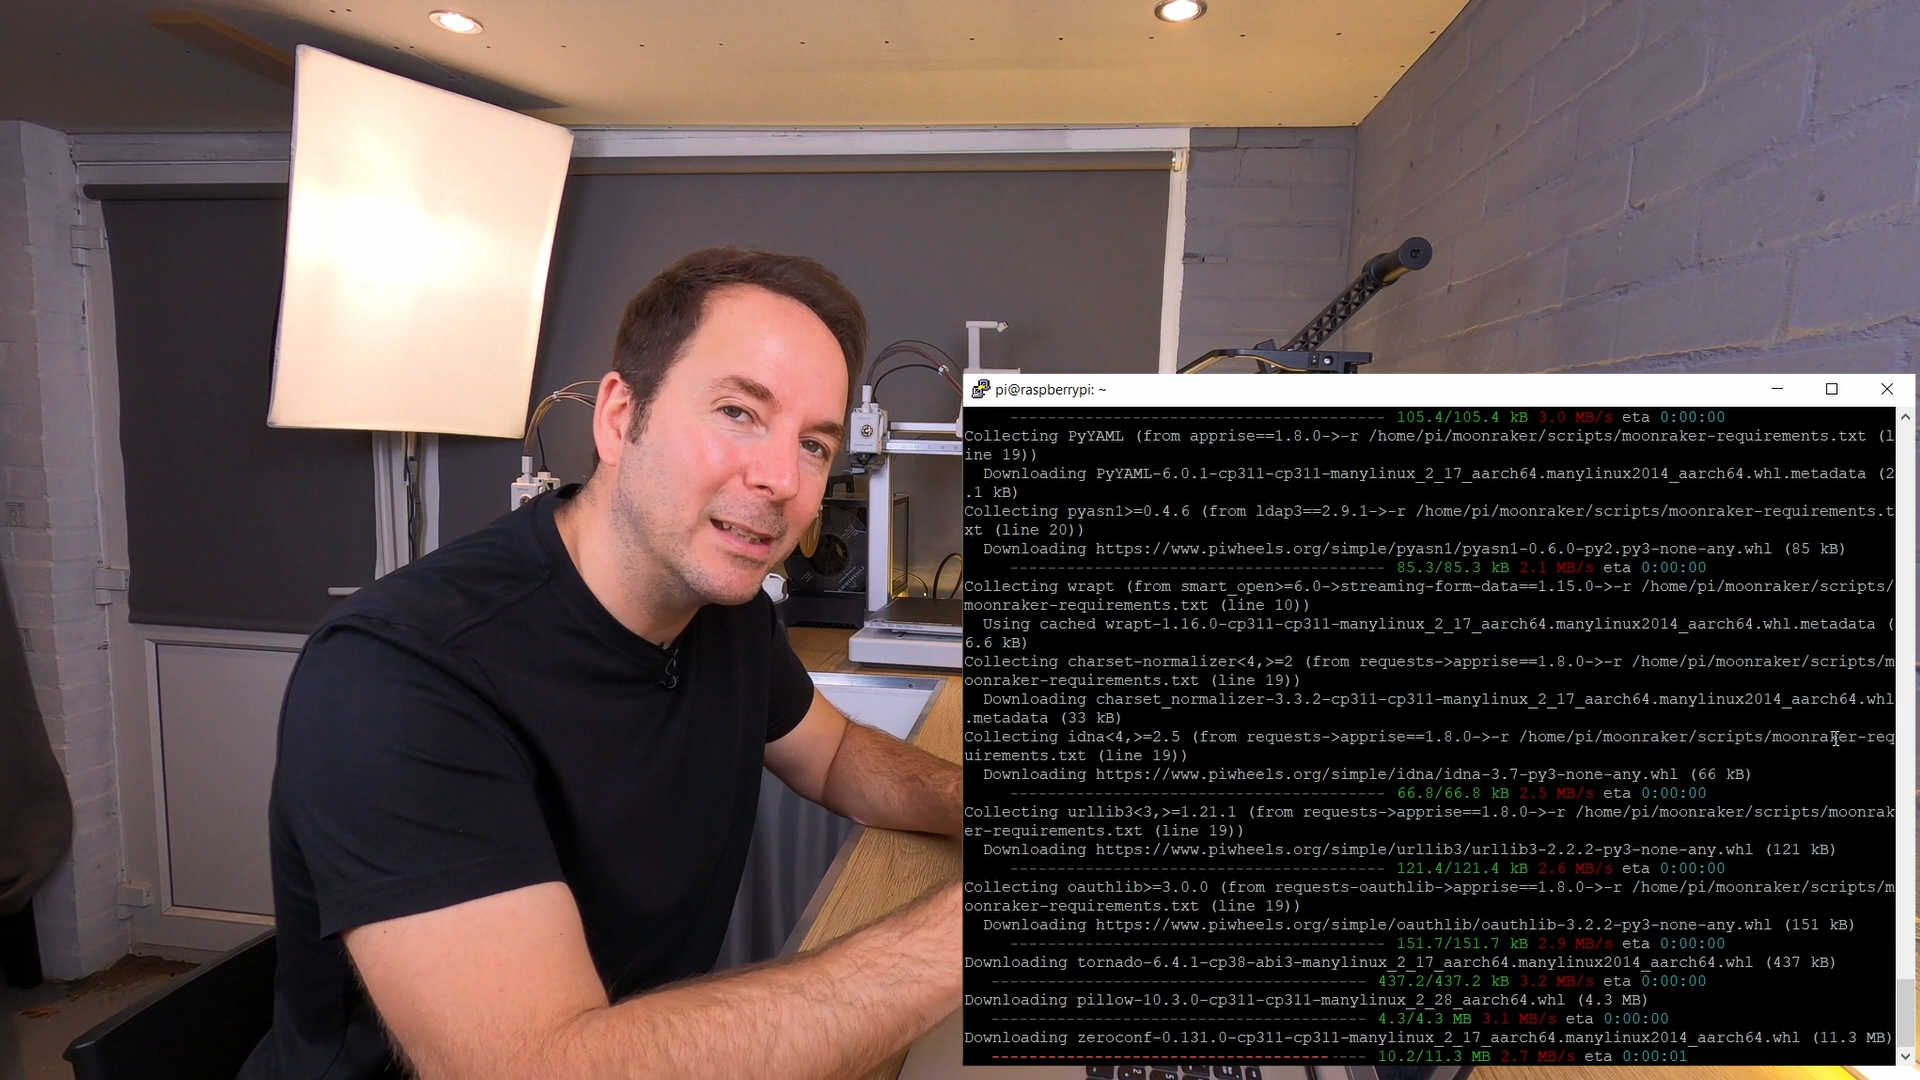 pi@raspberrypi: ~
---------------------------------------- 105.4/105.4 kB 3.0 MB/s eta 0:00:00
Collecting PyYAML (from apprise==1.8.0->-r /home/pi/moonraker/scripts/moonraker-requirements.txt (l
ine 19))
Downloading PyYAML-6.0.1-cp311-cp311-manylinux_2_17_aarch64.manylinux2014_aarch64.whl.metadata (2
.1 kB)
Collecting pyasn1>=0.4.6 (from ldap3==2.9.1->-r /home/pi/moonraker/scripts/moonraker-requirements.t
xt (line 20))
Downloading https://www.piwheels.org/simple/pyasn1/pyasn1-0.6.0-py2.py3-none-any.whl (85 kB)
---------------------------------------- 85.3/85.3 kB 2.1 MB/s eta 0:00:00
Collecting wrapt (from smart_open>=6.0->streaming-form-data==1.15.0->-r /home/pi/moonraker/scripts/
moonraker-requirements.txt (line 10))
Using cached wrapt-1.16.0-cp311-cp311-manylinux_2_17_aarch64.manylinux2014_aarch64.whl.metadata (
6.6 kB)
Collecting charset-normalizer<4,>=2 (from requests->apprise==1.8.0->-r /home/pi/moonraker/scripts/m
oonraker-requirements.txt (line 19))
Downloading charset_normalizer-3.3.2-cp311-cp311-manylinux_2_17_aarch64.manylinux2014_aarch64.whl
.metadata (33 kB)
Collecting idna<4,>=2.5 (from requests->apprise==1.8.0->-r /home/pi/moonraker/scripts/moonraker-req
uirements.txt (line 19))
Downloading https://www.piwheels.org/simple/idna/idna-3.7-py3-none-any.whl (66 kB)
---------------------------------------- 66.8/66.8 kB 2.5 MB/s eta 0:00:00
Collecting urllib3<3,>=1.21.1 (from requests->apprise==1.8.0->-r /home/pi/moonraker/scripts/moonrak
er-requirements.txt (line 19))
Downloading https://www.piwheels.org/simple/urllib3/urllib3-2.2.2-py3-none-any.whl (121 kB)
---------------------------------------- 121.4/121.4 kB 2.6 MB/s eta 0:00:00
Collecting oauthlib>=3.0.0 (from requests-oauthlib->apprise==1.8.0->-r /home/pi/moonraker/scripts/m
oonraker-requirements.txt (line 19))
Downloading https://www.piwheels.org/simple/oauthlib/oauthlib-3.2.2-py3-none-any.whl (151 kB)
---------------------------------------- 151.7/151.7 kB 2.9 MB/s eta 0:00:00
Downloading tornado-6.4.1-cp38-abi3-manylinux_2_17_aarch64.manylinux2014_aarch64.whl (437 kB)
---------------------------------------- 437.2/437.2 kB 3.2 MB/s eta 0:00:00
Downloading pillow-10.3.0-cp311-cp311-manylinux_2_28_aarch64.whl (4.3 MB)
---------------------------------------- 4.3/4.3 MB 3.1 MB/s eta 0:00:00
Downloading zeroconf-0.131.0-cp311-cp311-manylinux_2_17_aarch64.manylinux2014_aarch64.whl (11.3 MB)
---------------------------------------- 10.2/11.3 MB 2.7 MB/s eta 0:00:01